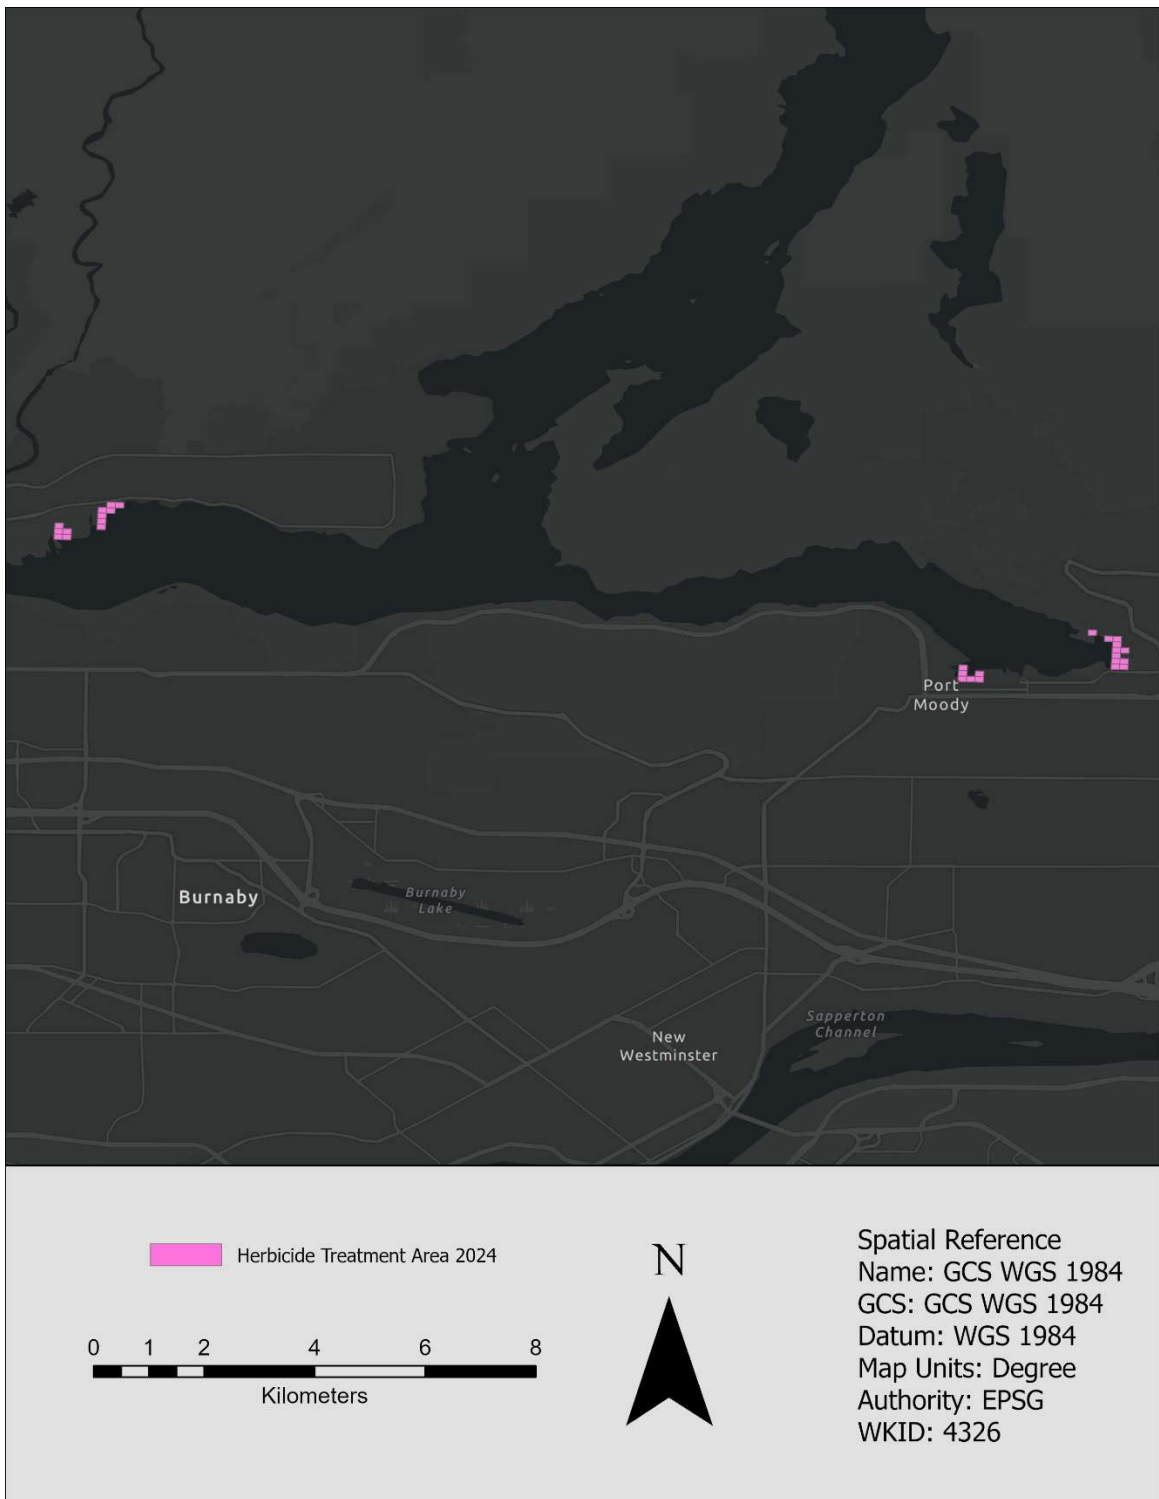 Port
Moody
Burnaby
Burnaby
Lake
Sapperton
Channel
New
Westminster
Herbicide Treatment Area 2024
N
0 1 2 4 6 8
Kilometers
Spatial Reference
Name: GCS WGS 1984
GCS: GCS WGS 1984
Datum: WGS 1984
Map Units: Degree
Authority: EPSG
WKID: 4326